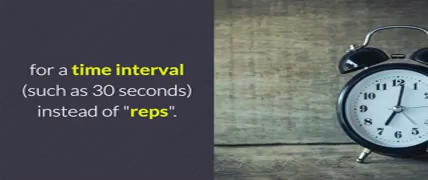 for a time interval
(such as 30 seconds)
instead of "reps".